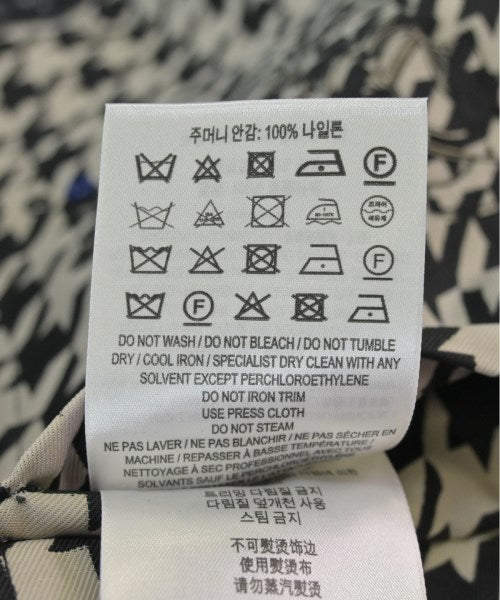 주머니 안감: 100% 나일론
F
F
F
DO NOT WASH / DO NOT BLEACH / DO NOT TUMBLE
DRY / COOL IRON / SPECIALIST DRY CLEAN WITH ANY
SOLVENT EXCEPT PERCHLOROETHYLENE
DO NOT IRON TRIM
USE PRESS CLOTH
DO NOT STEAM
NE PAS LAVER / NE PAS BLANCHIR / NE PAS SÉCHER EN
MACHINE / REPASSER À BASSE TEMPÉRATURE /
NETTOYAGE À SEC PROFESSIONNEL AVEC TOUS
SOLVANTS SAUF LE PERCHLOROÉTHYLÈNE
트리밍 다림질 금지
다림질 덮개천 사용
스팀 금지
不可熨烫饰边
使用熨烫布
请勿蒸汽熨烫